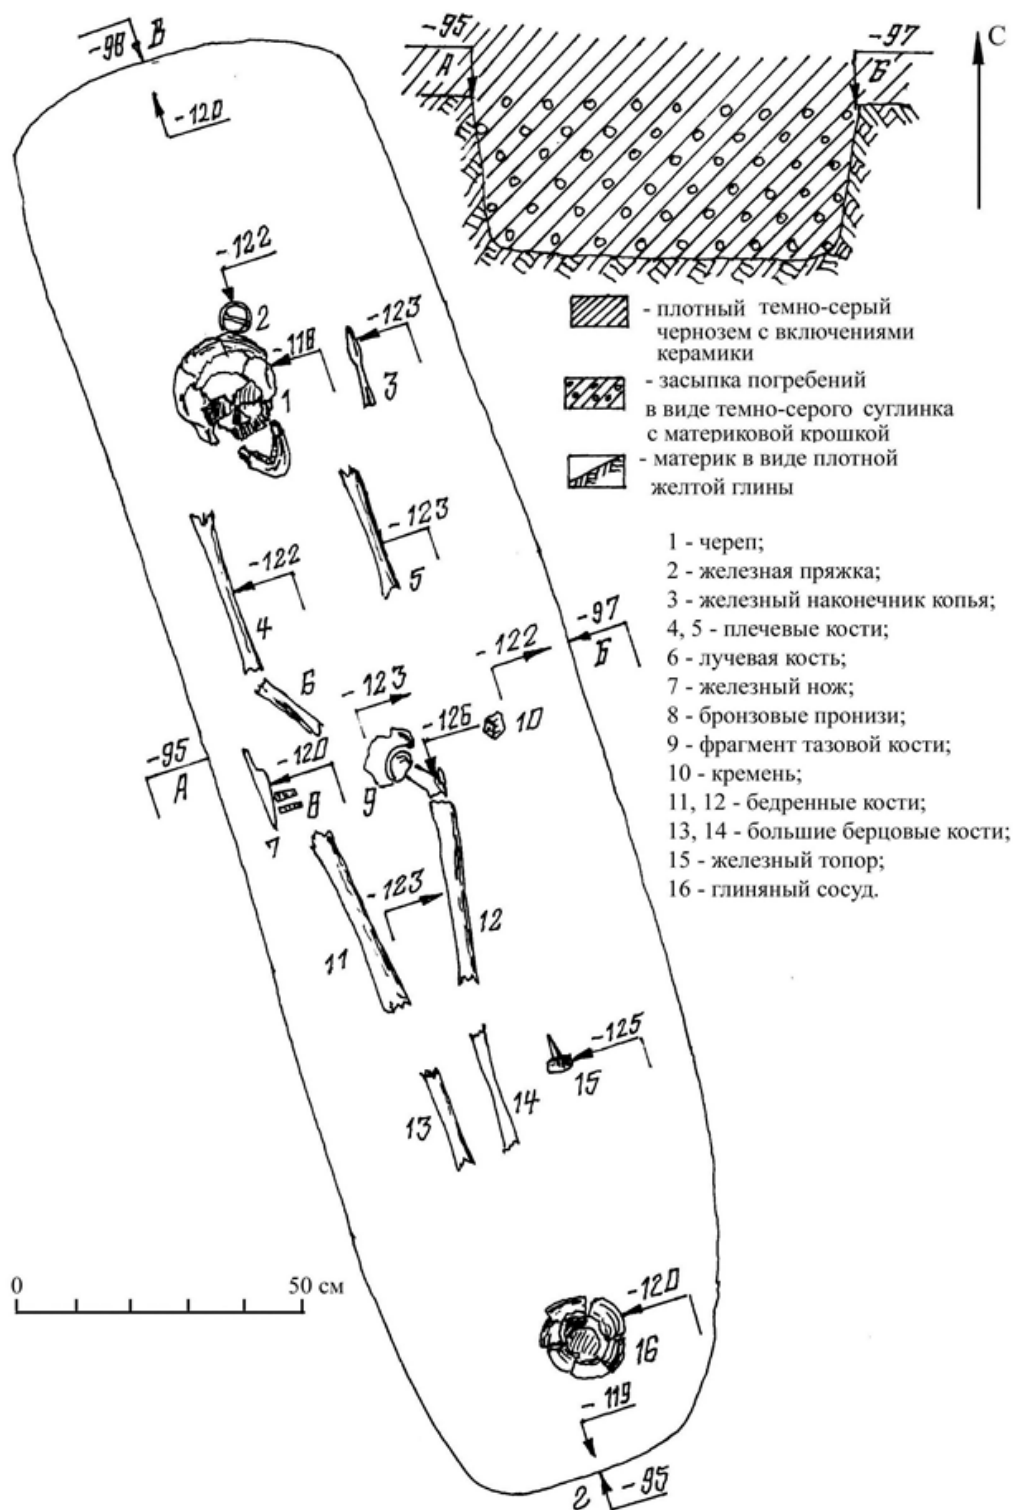 -98
В
-120
-95
А
-97
Б
С
-122
2
-118
1
-123
3
- плотный темно-серый
чернозем с включениями
керамики
- засыпка погребений
в виде темно-серого суглинка
с материковой крошкой
- материк в виде плотной
желтой глины
-123
5
-122
4
6
1 - череп;
2 - железная пряжка;
3 - железный наконечник копья;
4, 5 - плечевые кости;
6 - лучевая кость;
7 - железный нож;
8 - бронзовые пронизи;
9 - фрагмент тазовой кости;
10 - кремень;
11, 12 - бедренные кости;
13, 14 - большие берцовые кости;
15 - железный топор;
16 - глиняный сосуд.
-97
Б
-122
-123
-126
10
9
-95
А
-120
8
7
-123
12
11
-125
15
14
13
0
50 см
-120
16
-119
г
-95